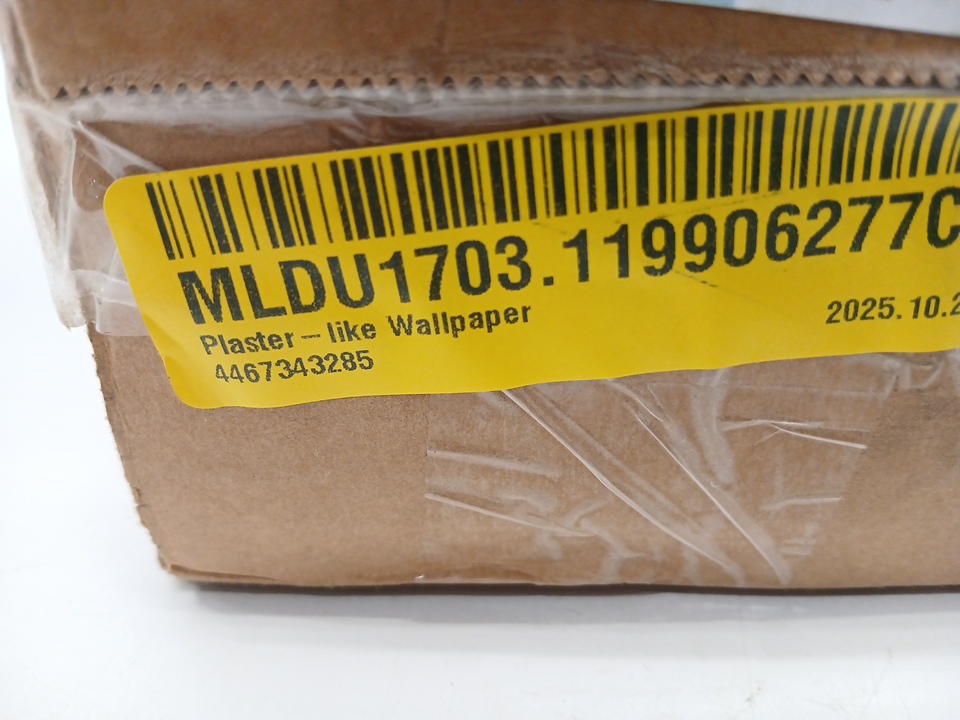 MLDU1703.119906277C
Plaster-like Wallpaper
2025.10.2
4467343285